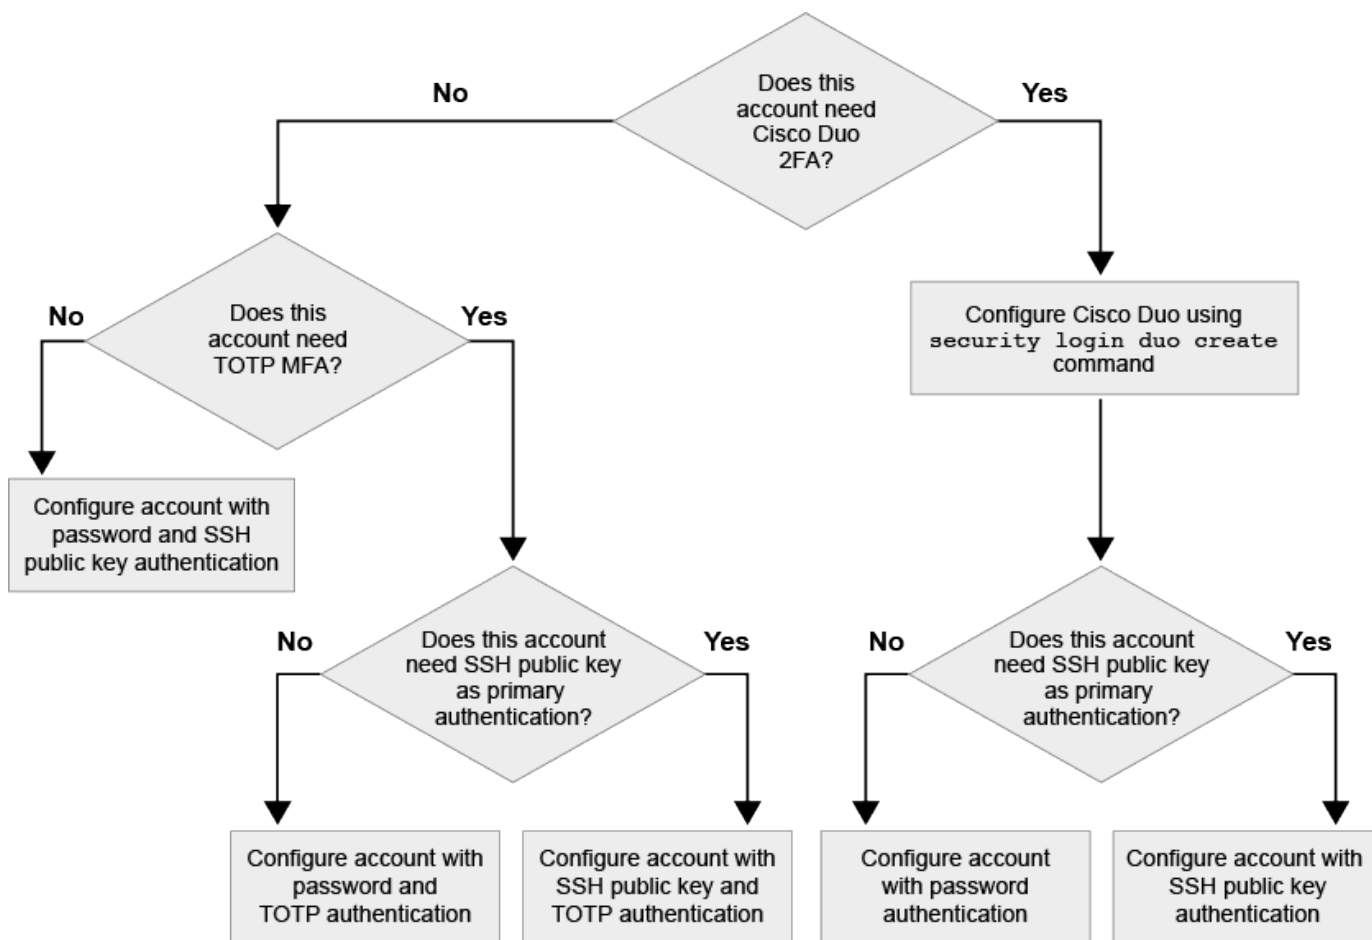 Does this
account need
Cisco Duo
2FA?
No
Yes
Does this
account need
TOTP MFA?
No
Yes
Configure Cisco Duo using
security login duo create
command
Configure account with
password and SSH
public key authentication
Does this account
need SSH public key
as primary
authentication?
No
Yes
Does this account
need SSH public key
as primary
authentication?
No
Yes
Configure account with
password and
TOTP authentication
Configure account with
SSH public key and
TOTP authentication
Configure account
with password
authentication
Configure account with
SSH public key
authentication